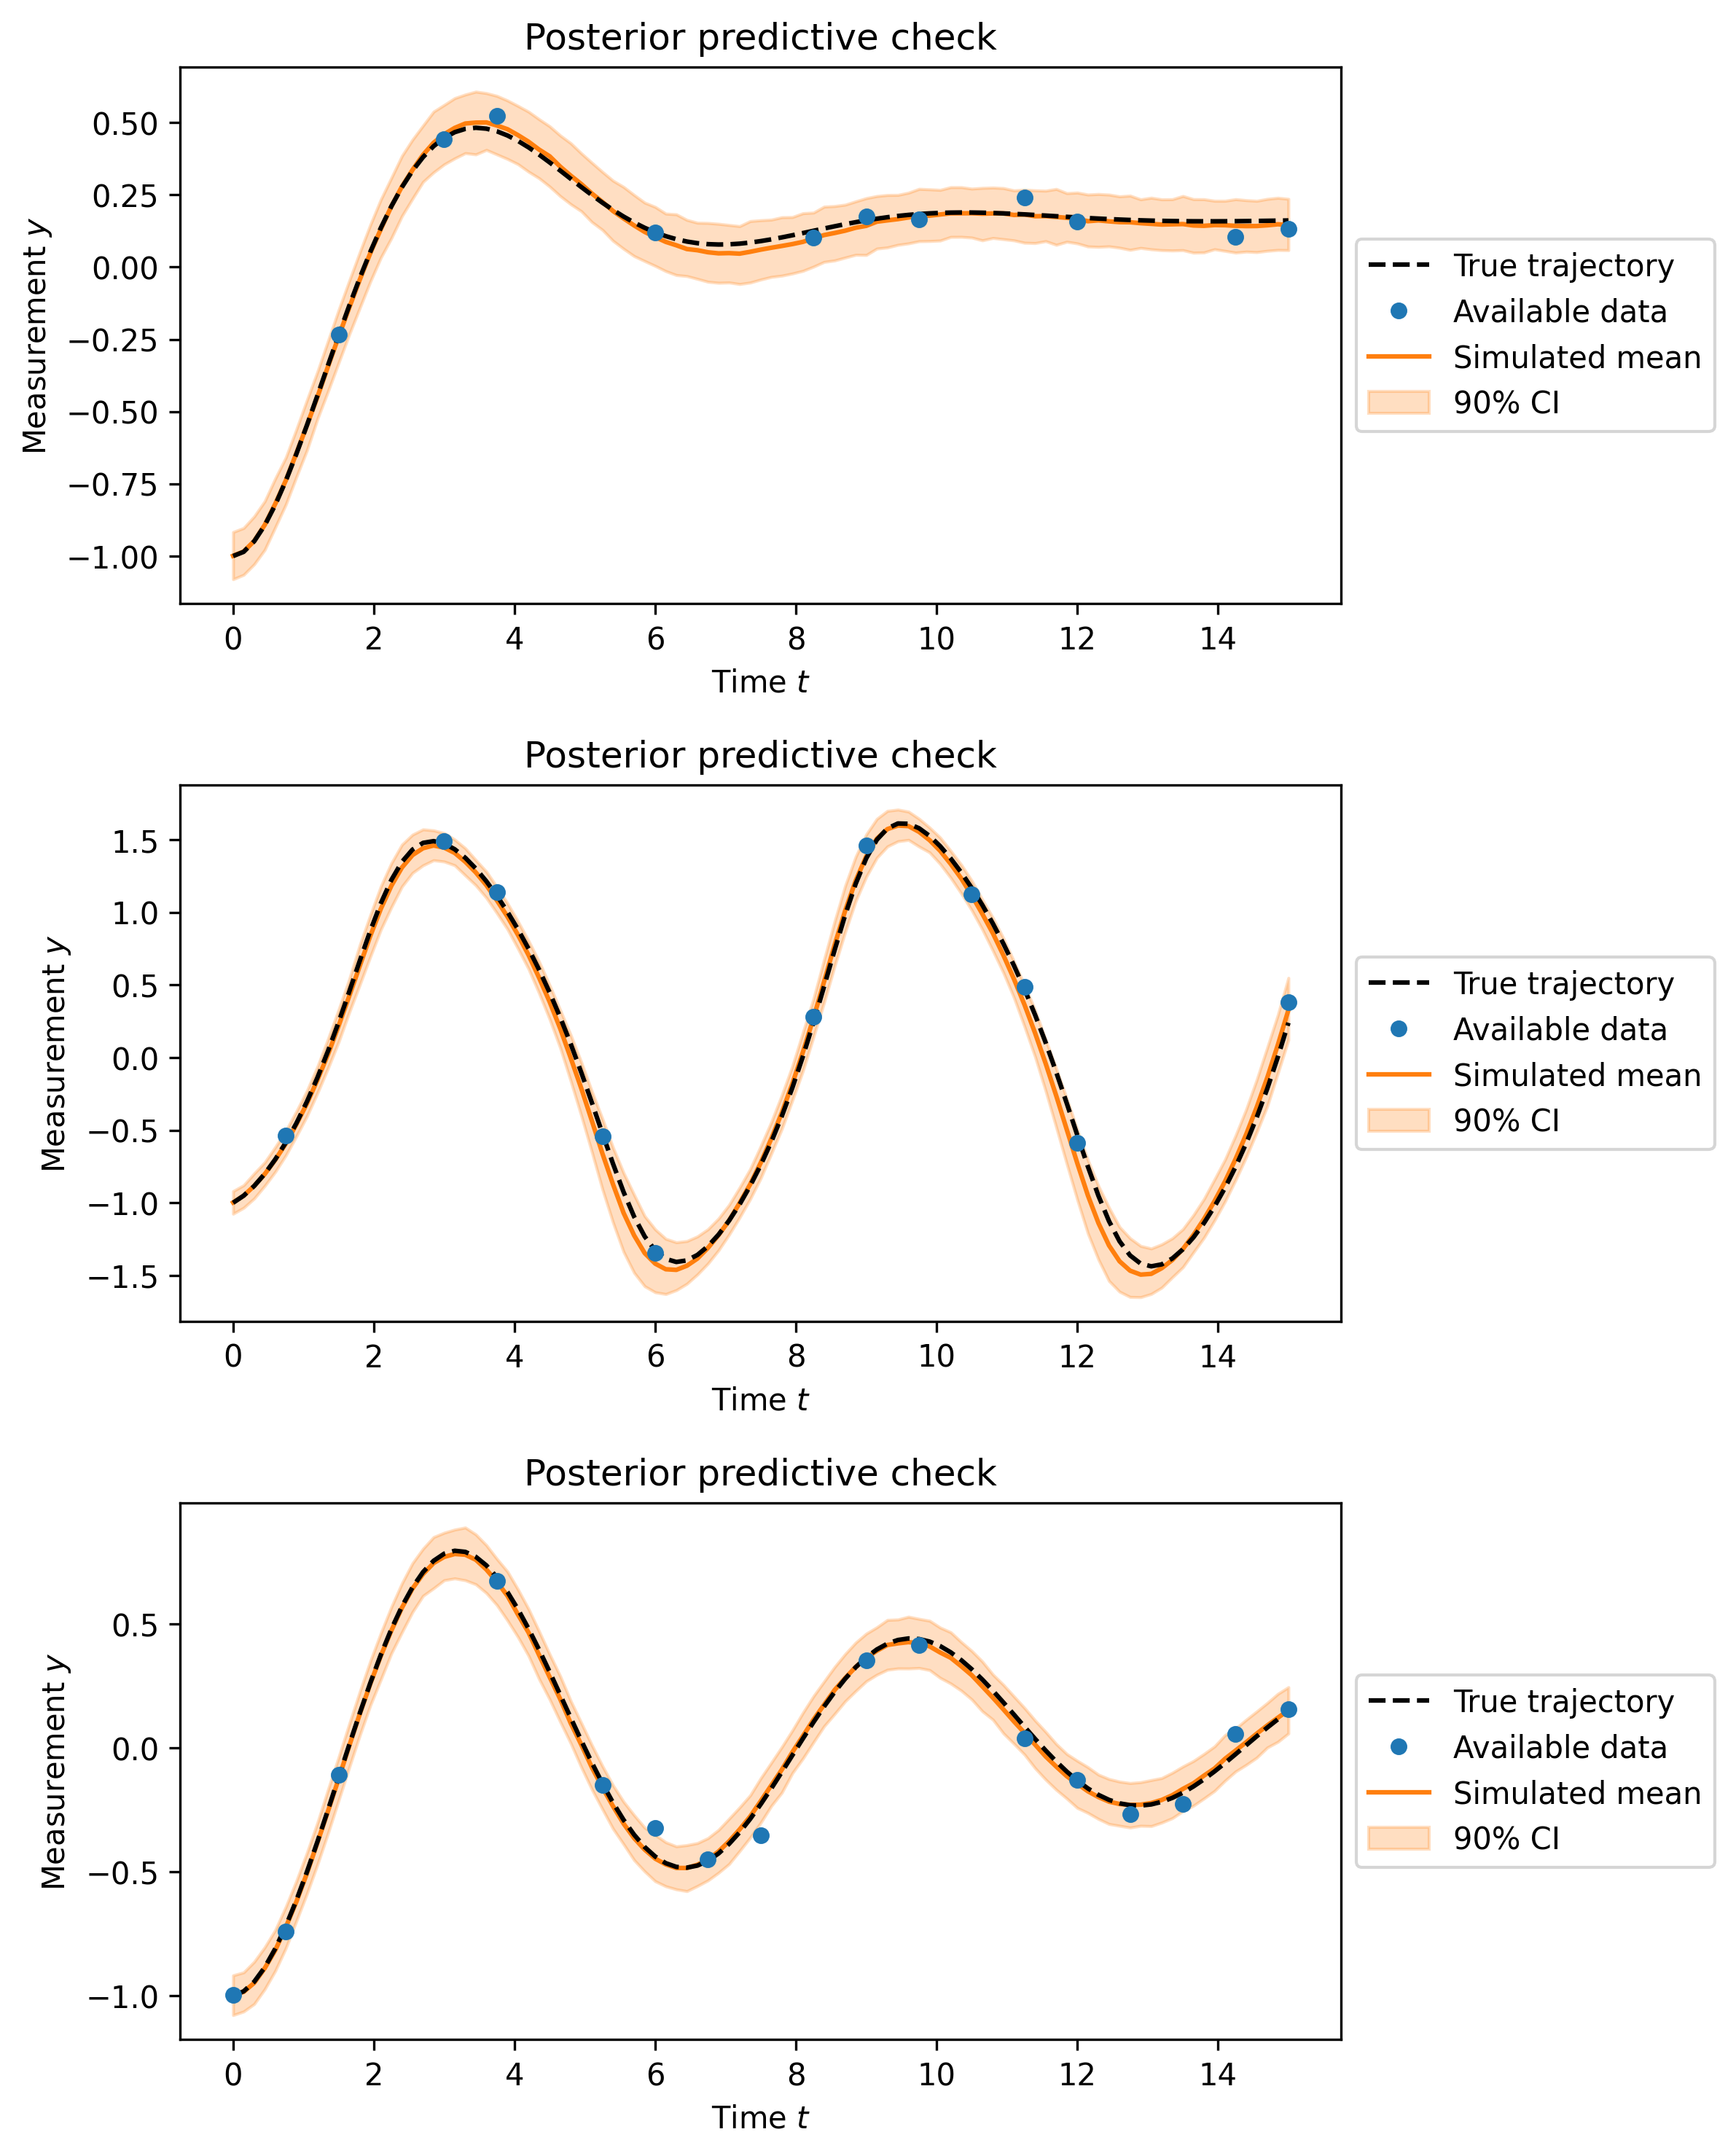 Posterior predictive check
Measurement y
0.50
0.25
0.00
−0.25
−0.50
−0.75
−1.00
0 2 4 6 8 10 12 14
Time t
True trajectory
Available data
Simulated mean
90% CI
Posterior predictive check
Measurement y
1.5
1.0
0.5
0.0
−0.5
−1.0
−1.5
0 2 4 6 8 10 12 14
Time t
True trajectory
Available data
Simulated mean
90% CI
Posterior predictive check
Measurement y
0.5
0.0
−0.5
−1.0
0 2 4 6 8 10 12 14
Time t
True trajectory
Available data
Simulated mean
90% CI